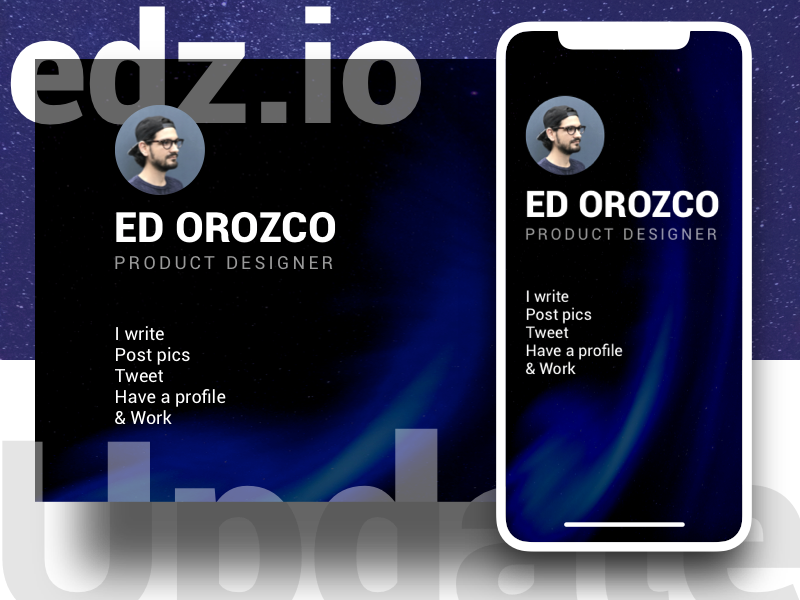 edz.io
ED OROZCO
PRODUCT DESIGNER
I write
Post pics
Tweet
Have a profile
& Work
ED OROZCO
PRODUCT DESIGNER
I write
Post pics
Tweet
Have a profile
& Work
Update